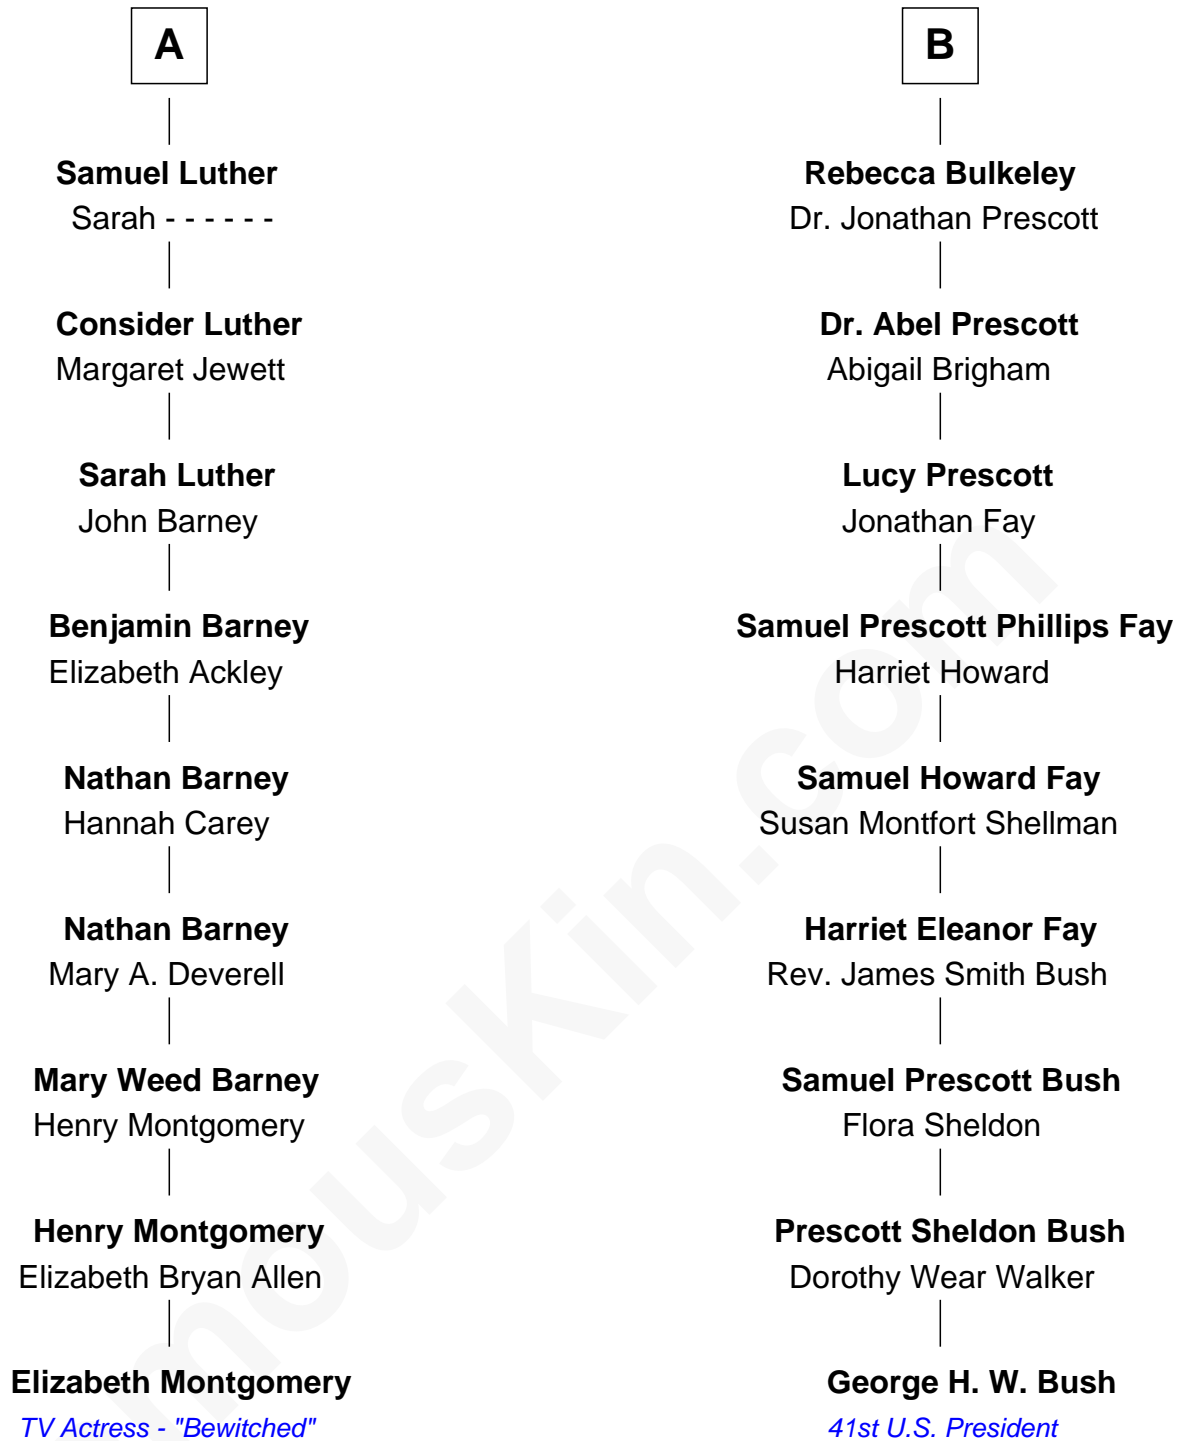 A
Samuel Luther
Sarah - - - - - -
Consider Luther
Margaret Jewett
Sarah Luther
John Barney
Benjamin Barney
Elizabeth Ackley
Nathan Barney
Hannah Carey
Nathan Barney
Mary A. Deverell
Mary Weed Barney
Henry Montgomery
Henry Montgomery
Elizabeth Bryan Allen
Elizabeth Montgomery
TV Actress - "Bewitched"
B
Rebecca Bulkeley
Dr. Jonathan Prescott
Dr. Abel Prescott
Abigail Brigham
Lucy Prescott
Jonathan Fay
Samuel Prescott Phillips Fay
Harriet Howard
Samuel Howard Fay
Susan Montfort Shellman
Harriet Eleanor Fay
Rev. James Smith Bush
Samuel Prescott Bush
Flora Sheldon
Prescott Sheldon Bush
Dorothy Wear Walker
George H. W. Bush
41st U.S. President
mouskin.com